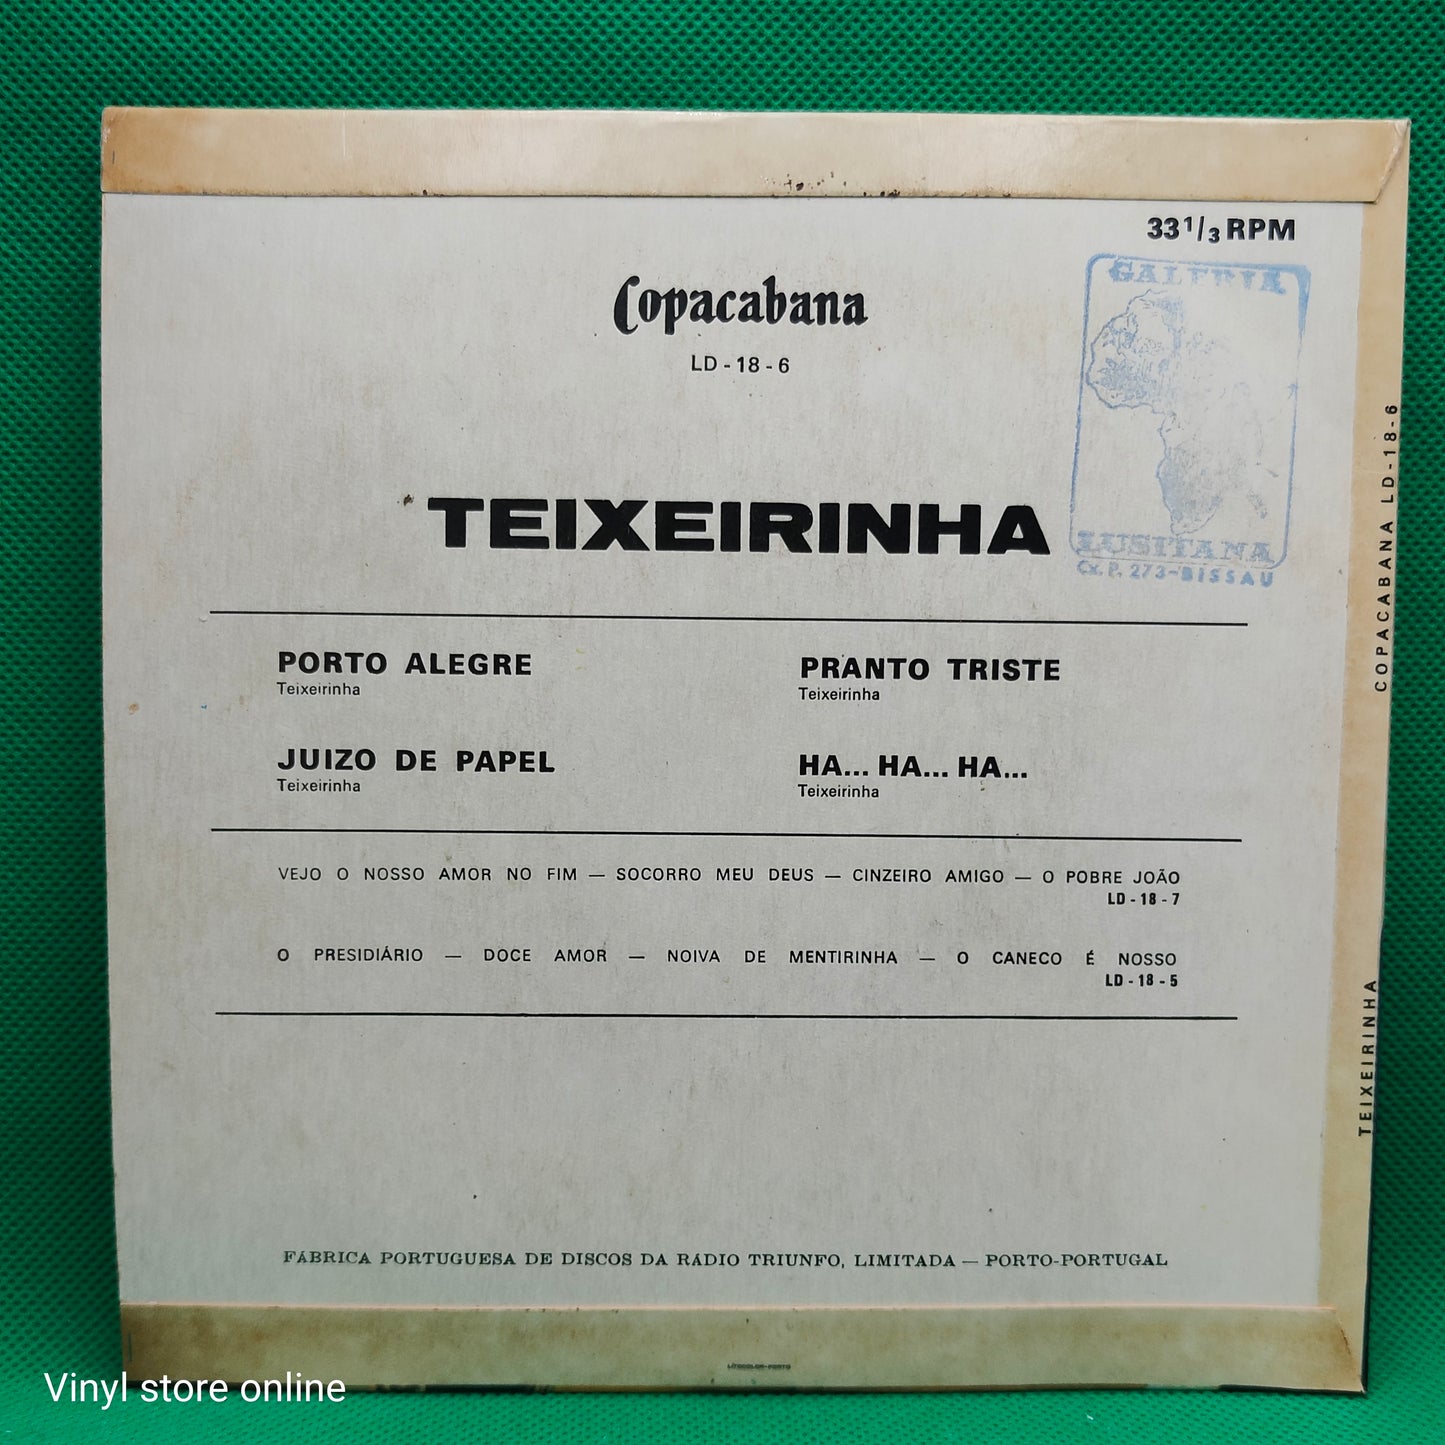 33 1/3 RPM
Copacabana
LD - 18 - 6
GALERIA
LUSITANA
Cx. P. 273-BISSAU
TEIXEIRINHA
PORTO ALEGRE
Teixeirinha
JUIZO DE PAPEL
Teixeirinha
PRANTO TRISTE
Teixeirinha
HA... HA... HA...
Teixeirinha
VEJO O NOSSO AMOR NO FIM — SOCORRO MEU DEUS — CINZEIRO AMIGO — O POBRE JOÃO
LD - 18 - 7
O PRESIDIÁRIO — DOCE AMOR — NOIVA DE MENTIRINHA — O CANECO É NOSSO
LD - 18 - 5
FÁBRICA PORTUGUESA DE DISCOS DA RÁDIO TRIUNFO, LIMITADA — PORTO-PORTUGAL
LITOCOLOR-PORTO
COPACABANA LD-18-6
TEIXEIRINHA
Vinyl store online